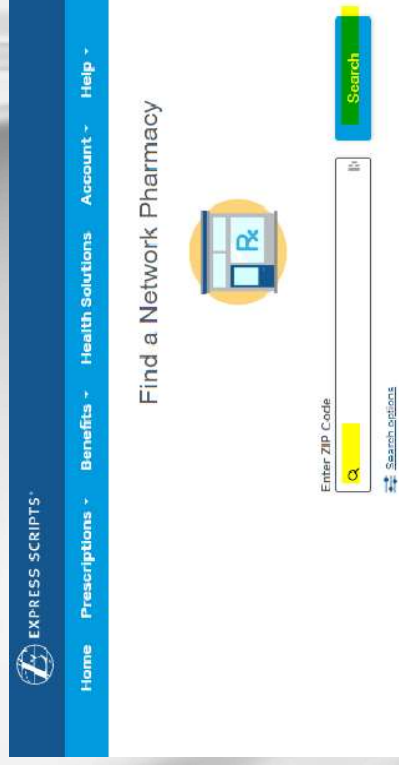 EXPRESS SCRIPTS®
Home Prescriptions Benefits Health Solutions Account Help
Find a Network Pharmacy
Rx
Enter ZIP Code
Search
Search options